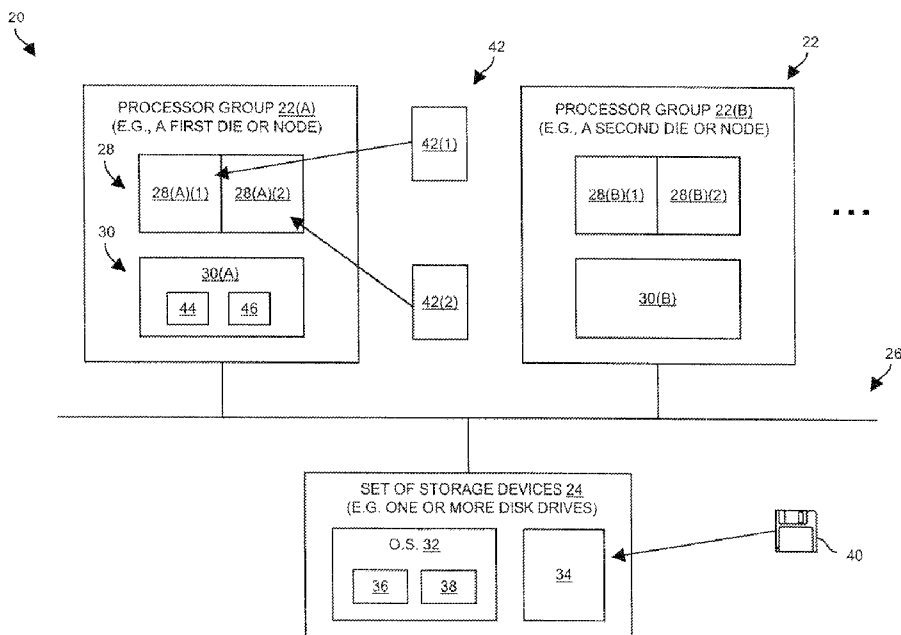 20
42
22
PROCESSOR GROUP 22(A)
(E.G., A FIRST DIE OR NODE)
42(1)
PROCESSOR GROUP 22(B)
(E.G., A SECOND DIE OR NODE)
28
28(A)(1)
28(A)(2)
28(B)(1)
28(B)(2)
...
30
30(A)
44
46
42(2)
30(B)
26
SET OF STORAGE DEVICES 24
(E.G. ONE OR MORE DISK DRIVES)
O.S. 32
36
38
34
40